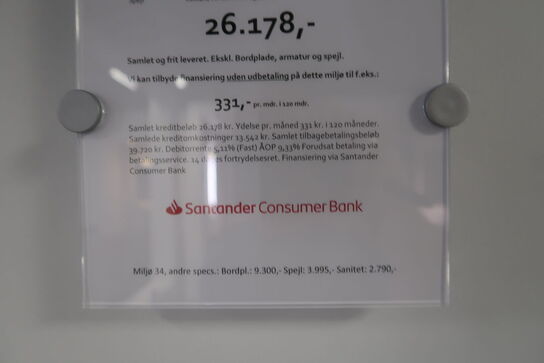 26.178,-
Samlet og frit leveret. Ekskl. Bordplade, armatur og spejl.
Vi kan tilbyde finansiering uden udbetaling på dette miljø til f.eks.:
331,- pr. mdr. i 120 mdr.
Samlet kreditbeløb 26.178 kr. Ydelse pr. måned 331 kr. i 120 måneder.
Samlede kreditomkostninger 13.542 kr. Samlet tilbagebetalingsbeløb
39.720 kr. Debitorrente 5,11% (Fast) ÅOP 9,33% Forudsat betaling via
betalingsservice. 14 dages fortrydelsesret. Finansiering via Santander
Consumer Bank
Santander Consumer Bank
Miljø 34, andre specs.: Bordpl.: 9.300,- Spejl: 3.995,- Sanitet: 2.790,-